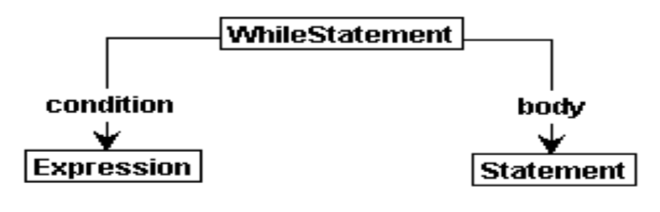 WhileStatement
condition
body
Expression
Statement